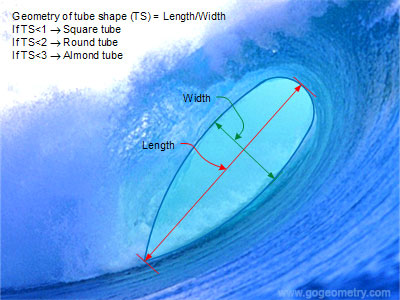 Geometry of tube shape (TS) = Length/Width
If TS<1 → Square tube
If TS<2 → Round tube
If TS<3 → Almond tube
Width
Length
www.gogeometry.com